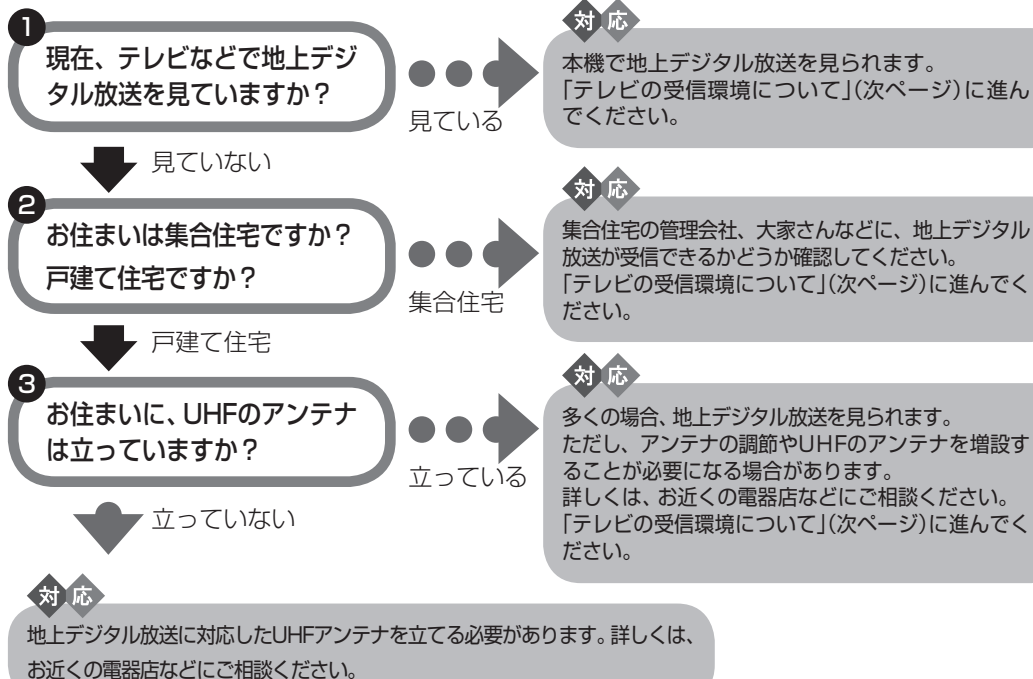 1
現在、テレビなどで地上デジ
タル放送を見ていますか？
見ている
対応
本機で地上デジタル放送を見られます。
「テレビの受信環境について」(次ページ)に進ん
でください。
見ていない
2
お住まいは集合住宅ですか？
戸建て住宅ですか？
集合住宅
対応
集合住宅の管理会社、大家さんなどに、地上デジタル
放送が受信できるかどうか確認してください。
「テレビの受信環境について」(次ページ)に進んでく
ださい。
戸建て住宅
3
お住まいに、UHFのアンテナ
は立っていますか？
立っている
対応
多くの場合、地上デジタル放送を見られます。
ただし、アンテナの調節やUHFのアンテナを増設す
ることが必要になる場合があります。
詳しくは、お近くの電器店などにご相談ください。
「テレビの受信環境について」(次ページ)に進んでく
ださい。
立っていない
対応
地上デジタル放送に対応したUHFアンテナを立てる必要があります。詳しくは、
お近くの電器店などにご相談ください。